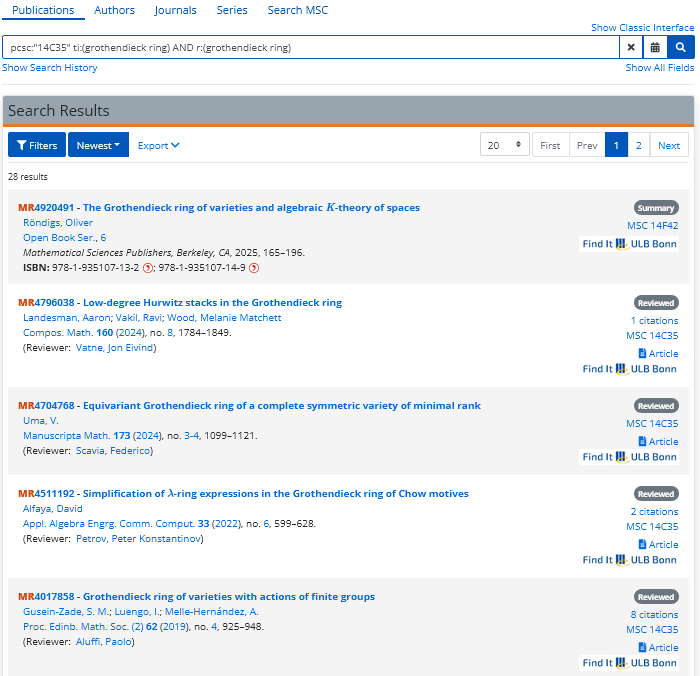 Publications Authors Journals Series Search MSC
Show Classic Interface
pcsc:"14C35" ti:(grothendieck ring) AND r:(grothendieck ring)
Show Search History Show All Fields
Search Results
Filters Newest Export 20 First Prev 1 2 Next
28 results
MR4920491 - The Grothendieck ring of varieties and algebraic K-theory of spaces Summary
Röndigs, Oliver MSC 14F42
Open Book Ser., 6 Find It ULB Bonn
Mathematical Sciences Publishers, Berkeley, CA, 2025, 165–196.
ISBN: 978-1-935107-13-2 ; 978-1-935107-14-9
MR4796038 - Low-degree Hurwitz stacks in the Grothendieck ring Reviewed
Landesman, Aaron; Vakil, Ravi; Wood, Melanie Matchett 1 citations
Compos. Math. 160 (2024), no. 8, 1784–1849. MSC 14C35
(Reviewer: Vatne, Jon Eivind) Article
Find It ULB Bonn
MR4704768 - Equivariant Grothendieck ring of a complete symmetric variety of minimal rank Reviewed
Uma, V. MSC 14C35
Manuscripta Math. 173 (2024), no. 3-4, 1099–1121. Article
(Reviewer: Scavia, Federico) Find It ULB Bonn
MR4511192 - Simplification of λ-ring expressions in the Grothendieck ring of Chow motives Reviewed
Alfaya, David 2 citations
Appl. Algebra Engrg. Comm. Comput. 33 (2022), no. 6, 599–628. MSC 14C35
(Reviewer: Petrov, Peter Konstantinov) Article
Find It ULB Bonn
MR4017858 - Grothendieck ring of varieties with actions of finite groups Reviewed
Gusein-Zade, S. M.; Luengo, I.; Melle-Hernández, A. 8 citations
Proc. Edinb. Math. Soc. (2) 62 (2019), no. 4, 925–948. MSC 14C35
(Reviewer: Aluffi, Paolo) Article
Find It ULB Bonn